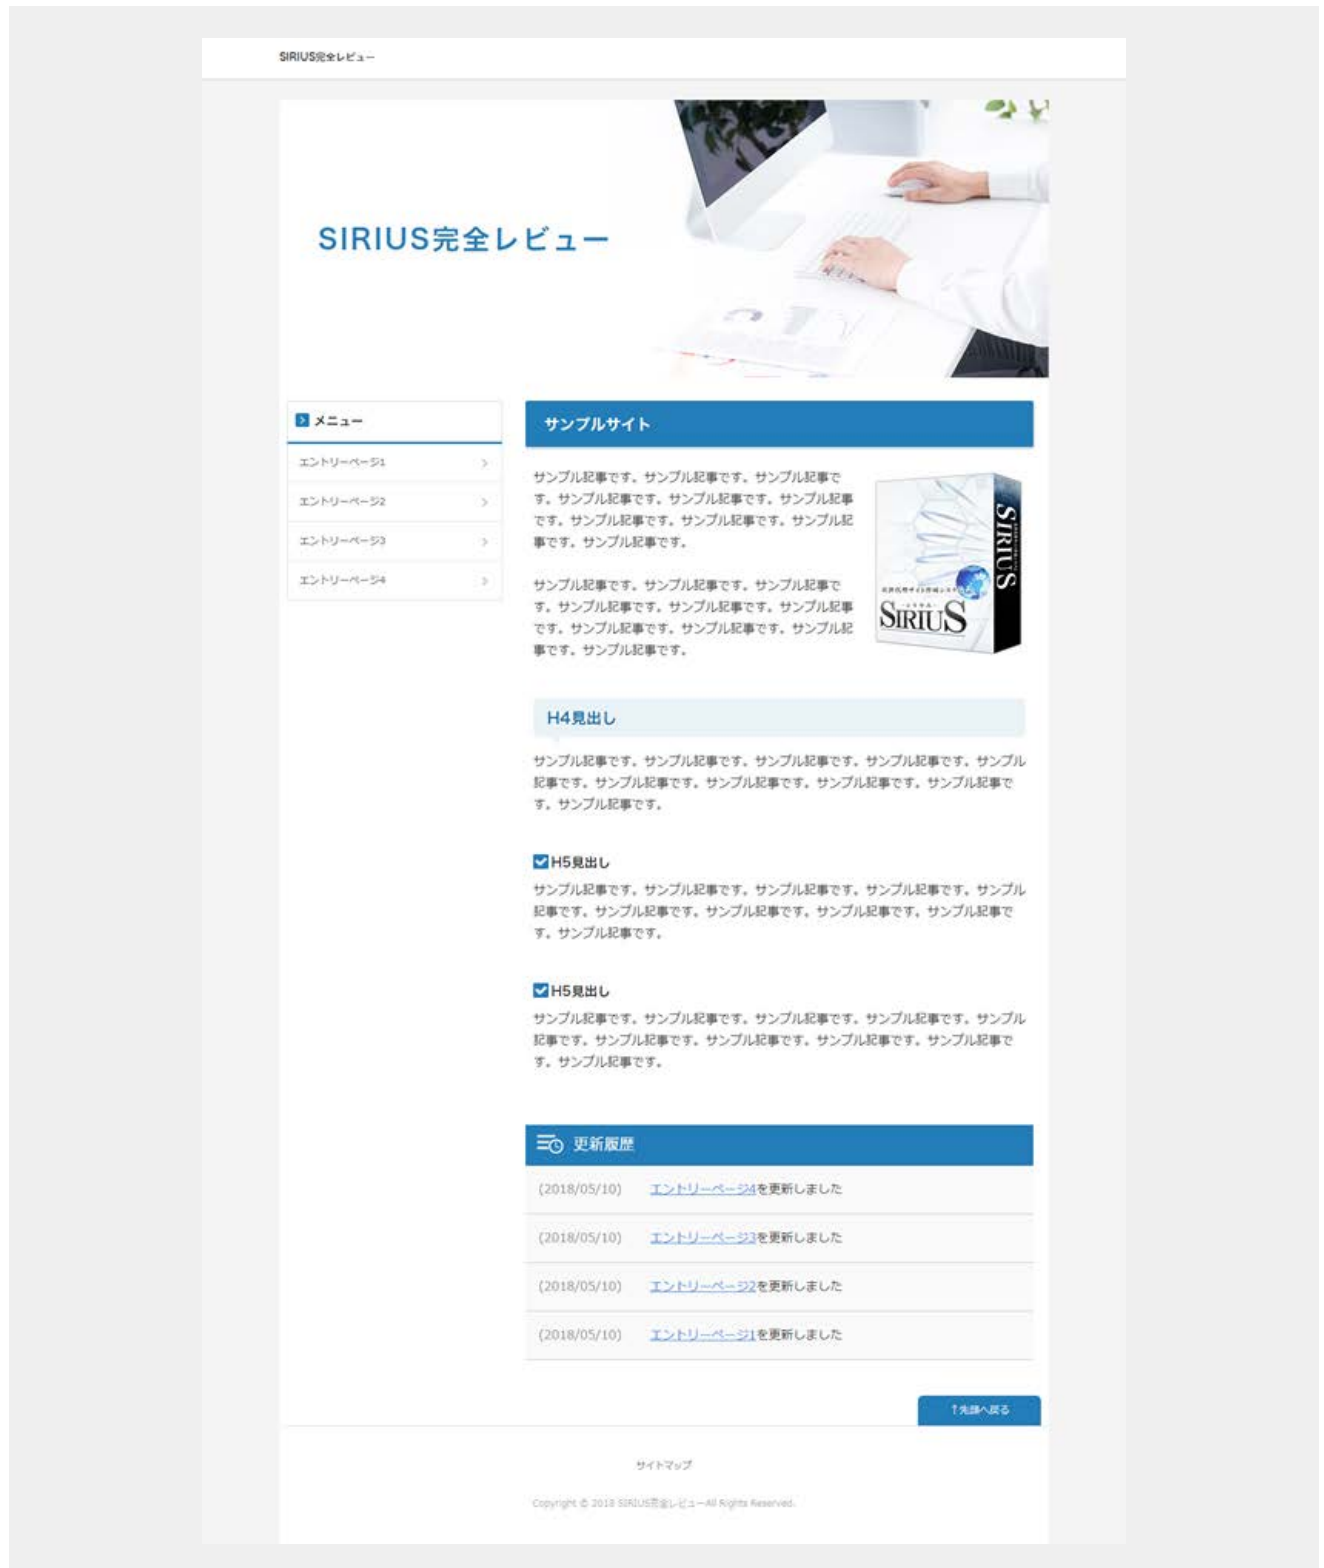 SIRIUS完全レビュー
SIRIUS完全レビュー
メニュー
エントリーページ1
エントリーページ2
エントリーページ3
エントリーページ4
サンプルサイト
サンプル記事です。サンプル記事です。サンプル記事で
す。サンプル記事です。サンプル記事です。サンプル記事
です。サンプル記事です。サンプル記事です。サンプル記
事です。サンプル記事です。
サンプル記事です。サンプル記事です。サンプル記事で
す。サンプル記事です。サンプル記事です。サンプル記事
です。サンプル記事です。サンプル記事です。サンプル記
事です。サンプル記事です。
SIRIUS
SIRIUS
H4見出し
サンプル記事です。サンプル記事です。サンプル記事です。サンプル記事です。サンプル
記事です。サンプル記事です。サンプル記事です。サンプル記事です。サンプル記事で
す。サンプル記事です。
H5見出し
サンプル記事です。サンプル記事です。サンプル記事です。サンプル記事です。サンプル
記事です。サンプル記事です。サンプル記事です。サンプル記事です。サンプル記事で
す。サンプル記事です。
H5見出し
サンプル記事です。サンプル記事です。サンプル記事です。サンプル記事です。サンプル
記事です。サンプル記事です。サンプル記事です。サンプル記事です。サンプル記事で
す。サンプル記事です。
更新履歴
(2018/05/10) エントリーページ4を更新しました
(2018/05/10) エントリーページ3を更新しました
(2018/05/10) エントリーページ2を更新しました
(2018/05/10) エントリーページ1を更新しました
↑先頭へ戻る
サイトマップ
Copyright © 2018 SIRIUS完全レビューAll Rights Reserved.